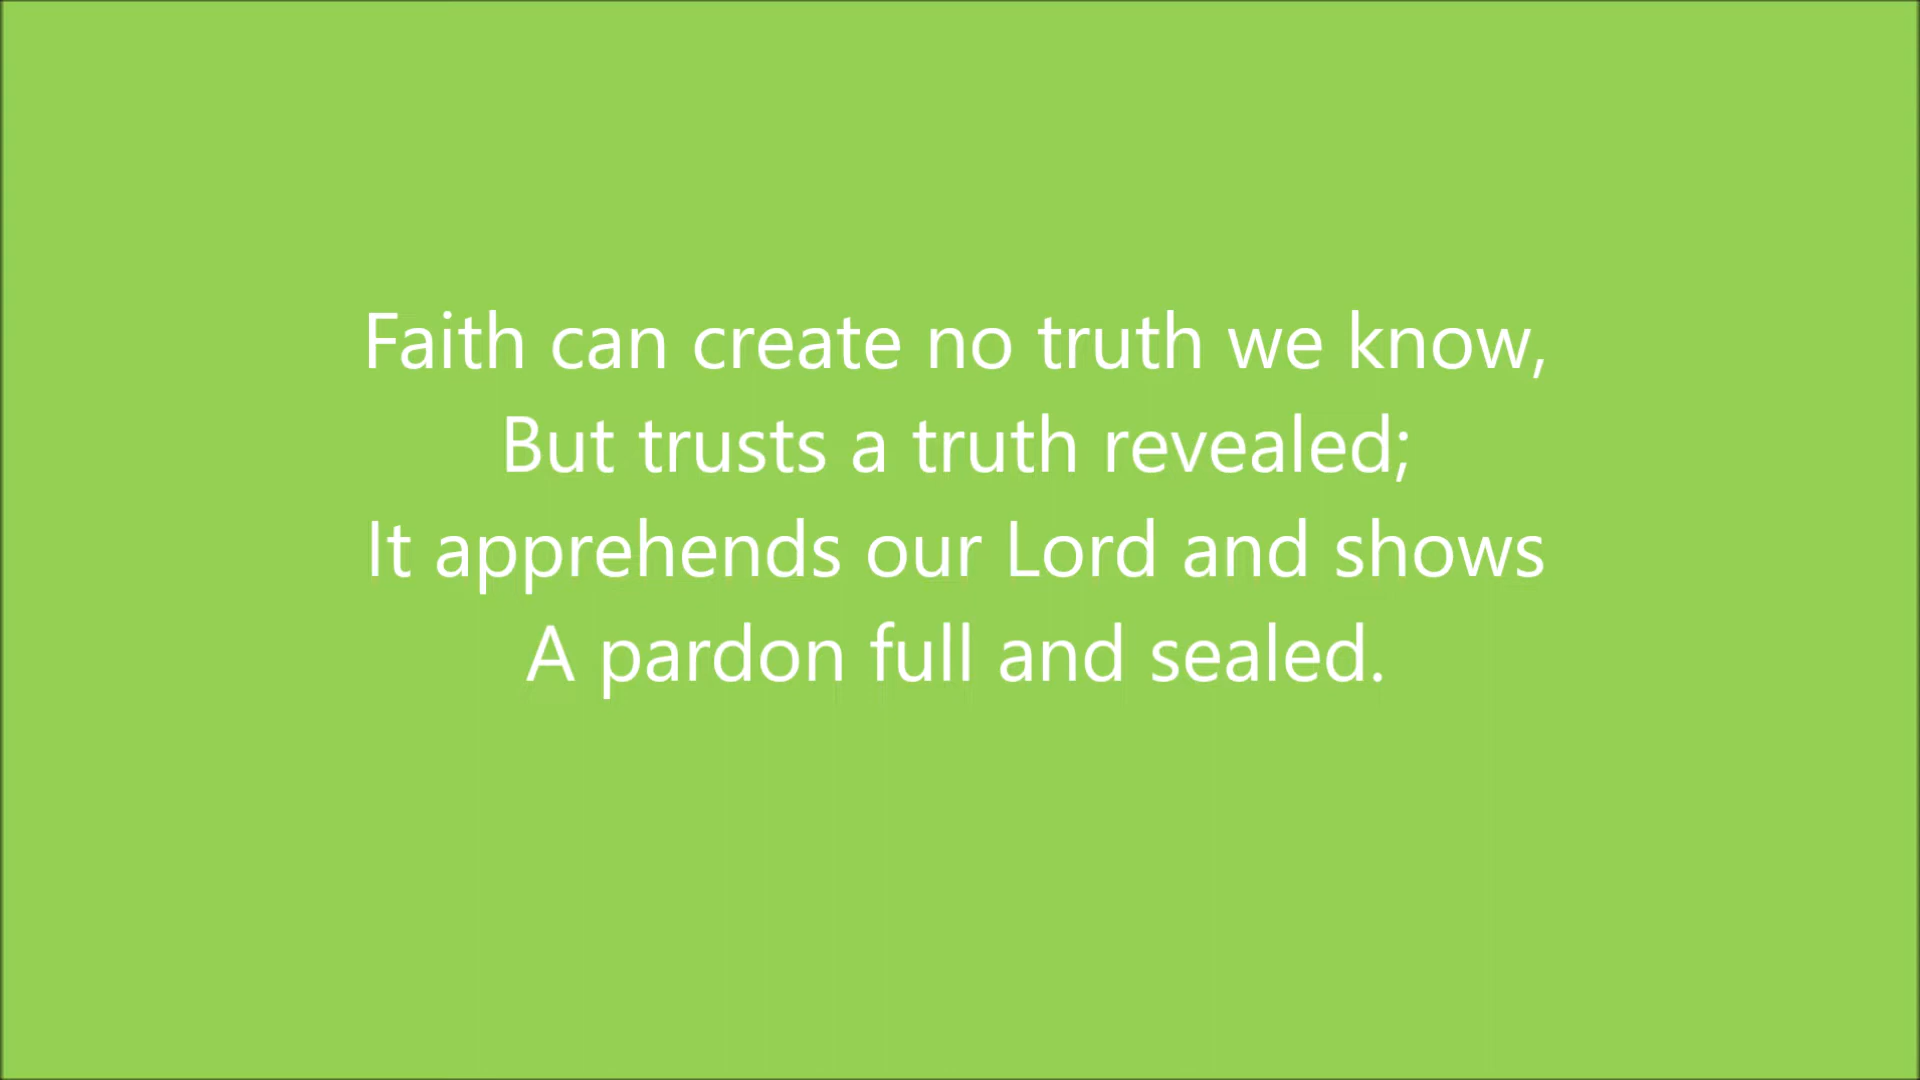 Faith can create no truth we know,
But trusts a truth revealed;
It apprehends our Lord and shows
A pardon full and sealed.